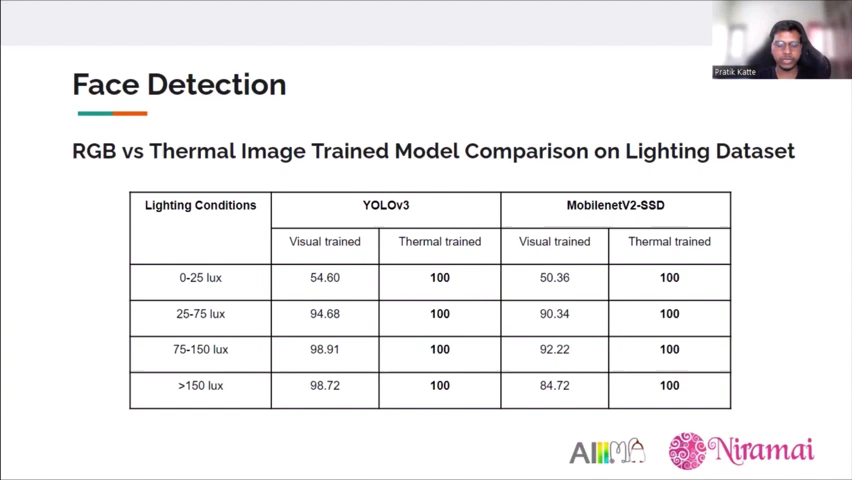 Pratik Katte
Face Detection
RGB vs Thermal Image Trained Model Comparison on Lighting Dataset
Lighting Conditions YOLOv3 MobilenetV2-SSD
Visual trained Thermal trained Visual trained Thermal trained
0-25 lux 54.60 100 50.36 100
25-75 lux 94.68 100 90.34 100
75-150 lux 98.91 100 92.22 100
>150 lux 98.72 100 84.72 100
Niramai